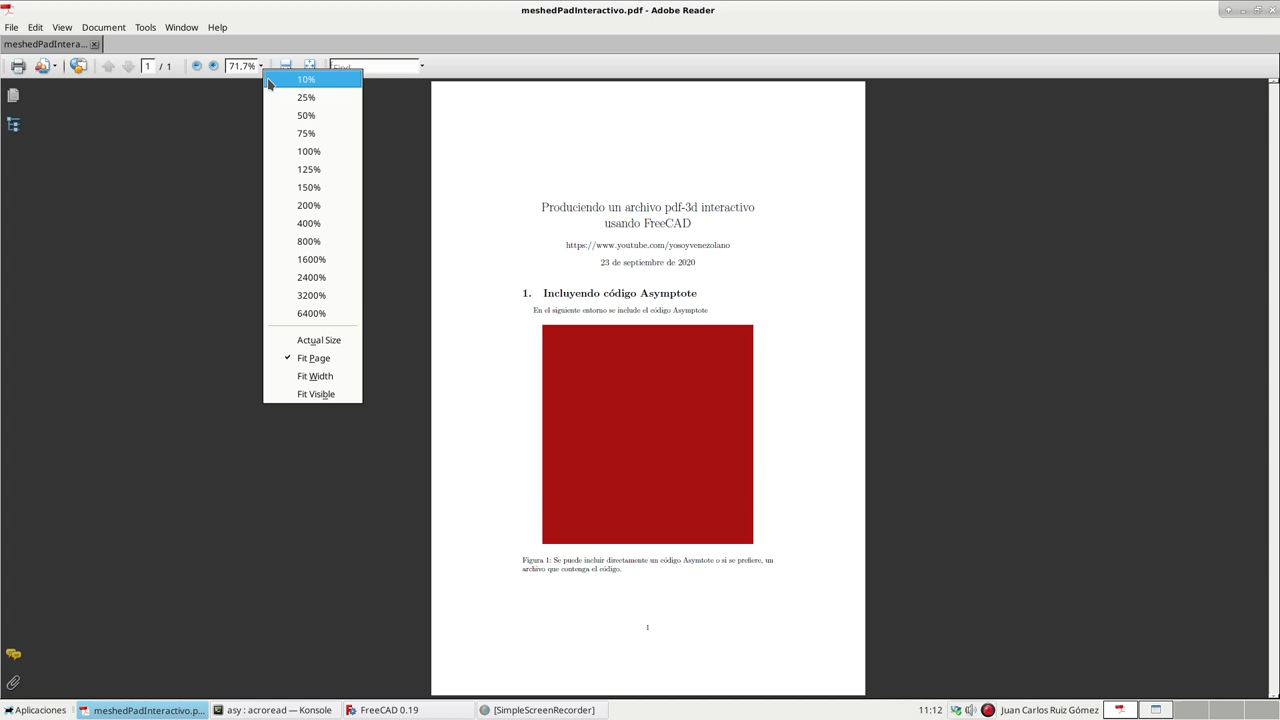 meshedPadInteractivo.pdf - Adobe Reader
File Edit View Document Tools Window Help
meshedPadIntera...
1 / 1 71,7% Find
10%
25%
50%
75%
100%
125%
150%
200%
400%
800%
1600%
2400%
3200%
6400%
Actual Size
Fit Page
Fit Width
Fit Visible
Produciendo un archivo pdf-3d interactivo
usando FreeCAD
https://www.youtube.com/yosoyvenezolano
23 de septiembre de 2020
1. Incluyendo código Asymptote
En el siguiente entorno se include el código Asymptote
Figura 1: Se puede incluir directamente un código Asymtote o si se prefiere, un
archivo que contenga el código.
1
Aplicaciones meshedPadInteractivo.p... asy : acroread — Konsole FreeCAD 0.19 [SimpleScreenRecorder] 11:12 Juan Carlos Ruiz Gómez